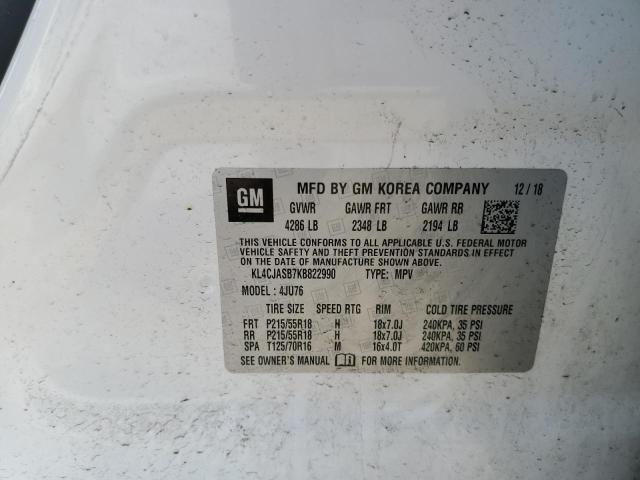 GM MFD BY GM KOREA COMPANY 12/18
GVWR GAWR FRT GAWR RR
4286 LB 2348 LB 2194 LB
THIS VEHICLE CONFORMS TO ALL APPLICABLE U.S. FEDERAL MOTOR
VEHICLE SAFETY AND THEFT PREVENTION STANDARDS IN EFFECT
ON THE DATE OF MANUFACTURE SHOWN ABOVE.
KL4CJASB7KB822990 TYPE: MPV
MODEL: 4JU76
TIRE SIZE SPEED RTG RIM COLD TIRE PRESSURE
FRT P215/55R18 H 18x7.0J 240KPA, 35 PSI
RR P215/55R18 H 18x7.0J 240KPA, 35 PSI
SPA T125/70R16 M 16x4.0T 420KPA, 60 PSI
SEE OWNER'S MANUAL FOR MORE INFORMATION.